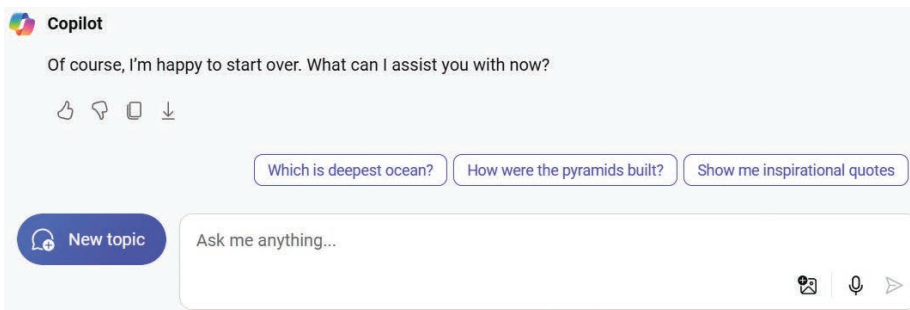 Copilot
Of course, I'm happy to start over. What can I assist you with now?
Which is deepest ocean? How were the pyramids built? Show me inspirational quotes
New topic Ask me anything...